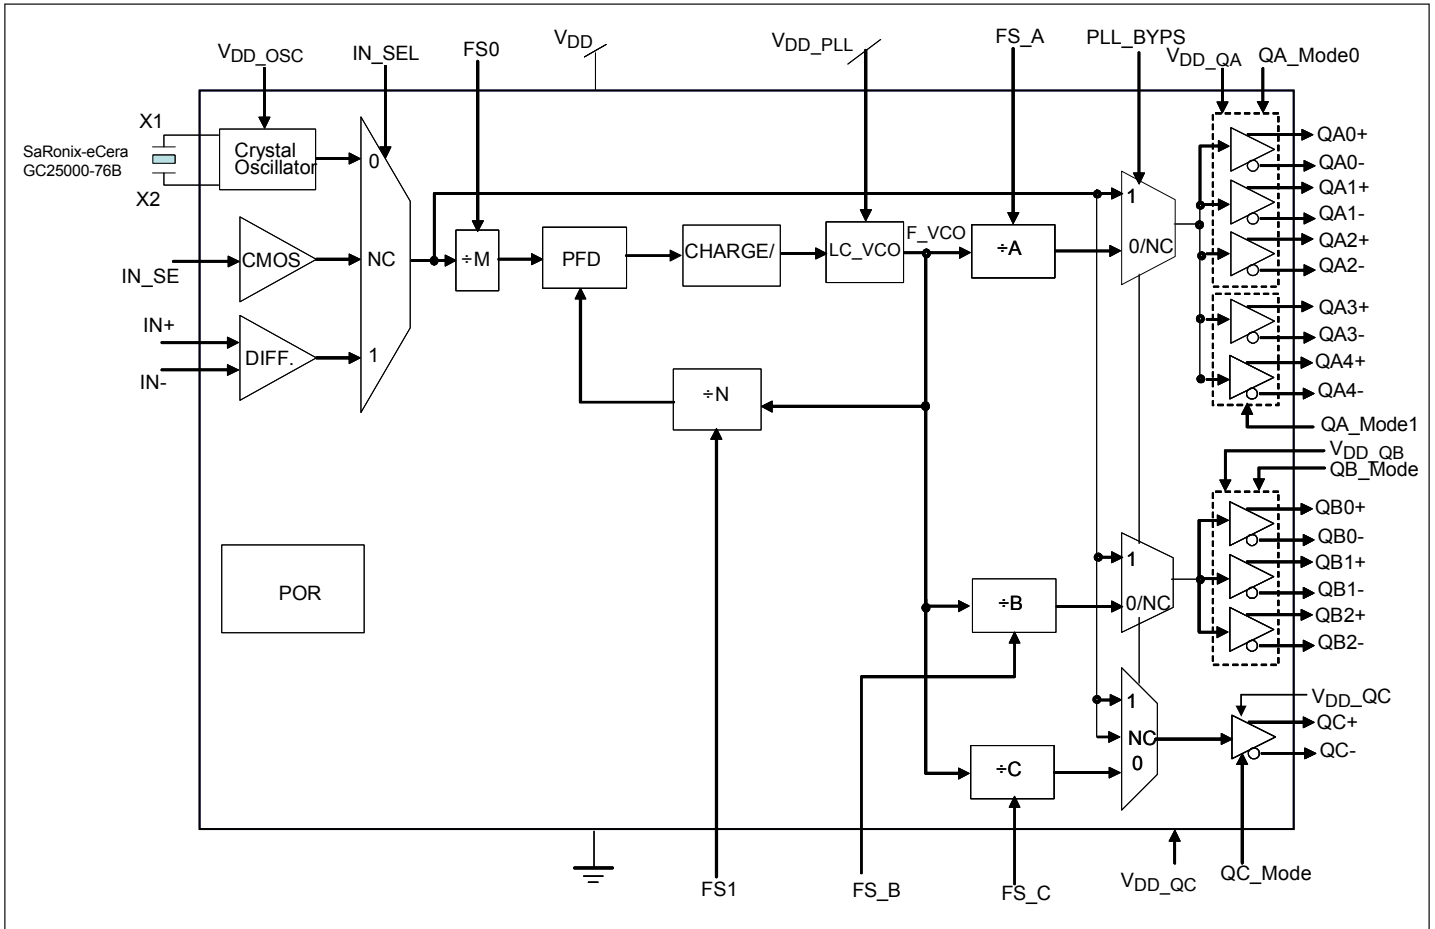 VDD_OSC
IN_SEL
FS0
VDD
VDD_PLL
FS_A
PLL_BYPS
VDD_QA
QA_Mode0
X1
SaRonix-eCera
GC25000-76B
X2
Crystal
Oscillator
0
NC
1
CMOS
IN_SE
IN+
IN-
DIFF.
÷M
PFD
CHARGE/
LC_VCO
F_VCO
÷A
1
0/NC
QA0+
QA0-
QA1+
QA1-
QA2+
QA2-
QA3+
QA3-
QA4+
QA4-
QA_Mode1
÷N
VDD_QB
QB_Mode
POR
÷B
1
0/NC
QB0+
QB0-
QB1+
QB1-
QB2+
QB2-
÷C
1
NC
0
VDD_QC
QC+
QC-
FS1
FS_B
FS_C
VDD_QC
QC_Mode